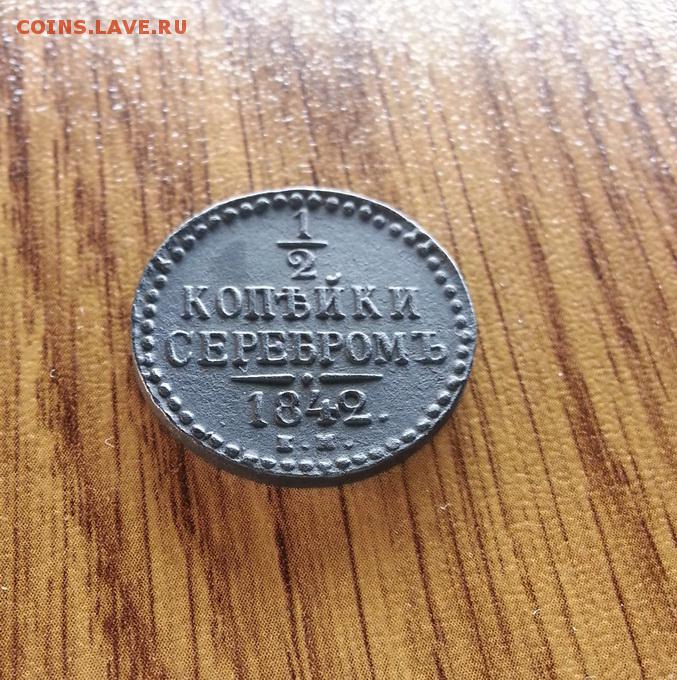 COINS.LAVE.RU
1
2
КОПѢЙКИ
СЕРЕБРОМЪ
1842.